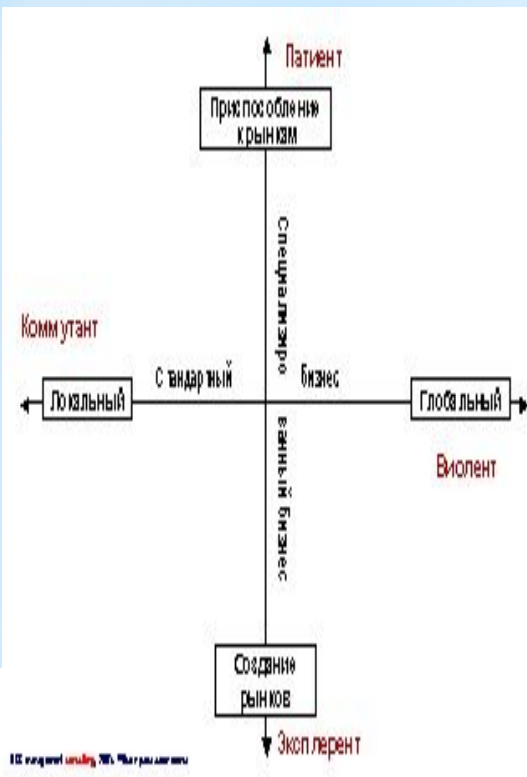 Патиент
Приспособление
к рынкам
Специализиро
Коммутант
Стандартный бизнес
Локальный
Глобальный
Виолент
ванный бизнес
Создание
рынков
Эксплерент